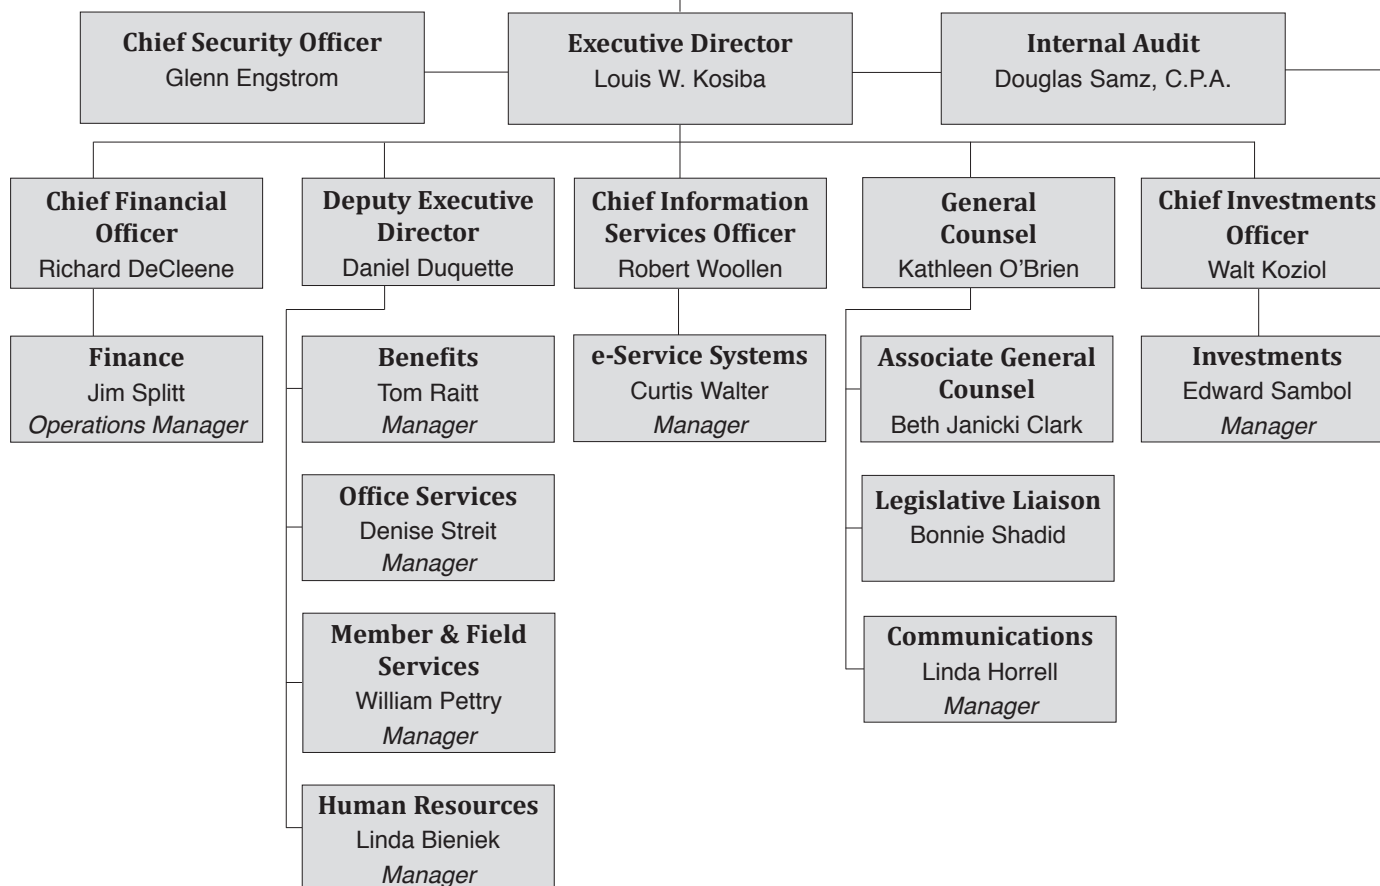 Chief Security Officer
Glenn Engstrom
Executive Director
Louis W. Kosiba
Internal Audit
Douglas Samz, C.P.A.
Chief Financial
Officer
Richard DeCleene
Deputy Executive
Director
Daniel Duquette
Chief Information
Services Officer
Robert Woollen
General
Counsel
Kathleen O’Brien
Chief Investments
Officer
Walt Koziol
Finance
Jim Splitt
Operations Manager
Benefits
Tom Raitt
Manager
e-Service Systems
Curtis Walter
Manager
Associate General
Counsel
Beth Janicki Clark
Investments
Edward Sambol
Manager
Office Services
Denise Streit
Manager
Legislative Liaison
Bonnie Shadid
Member & Field
Services
William Pettry
Manager
Communications
Linda Horrell
Manager
Human Resources
Linda Bieniek
Manager